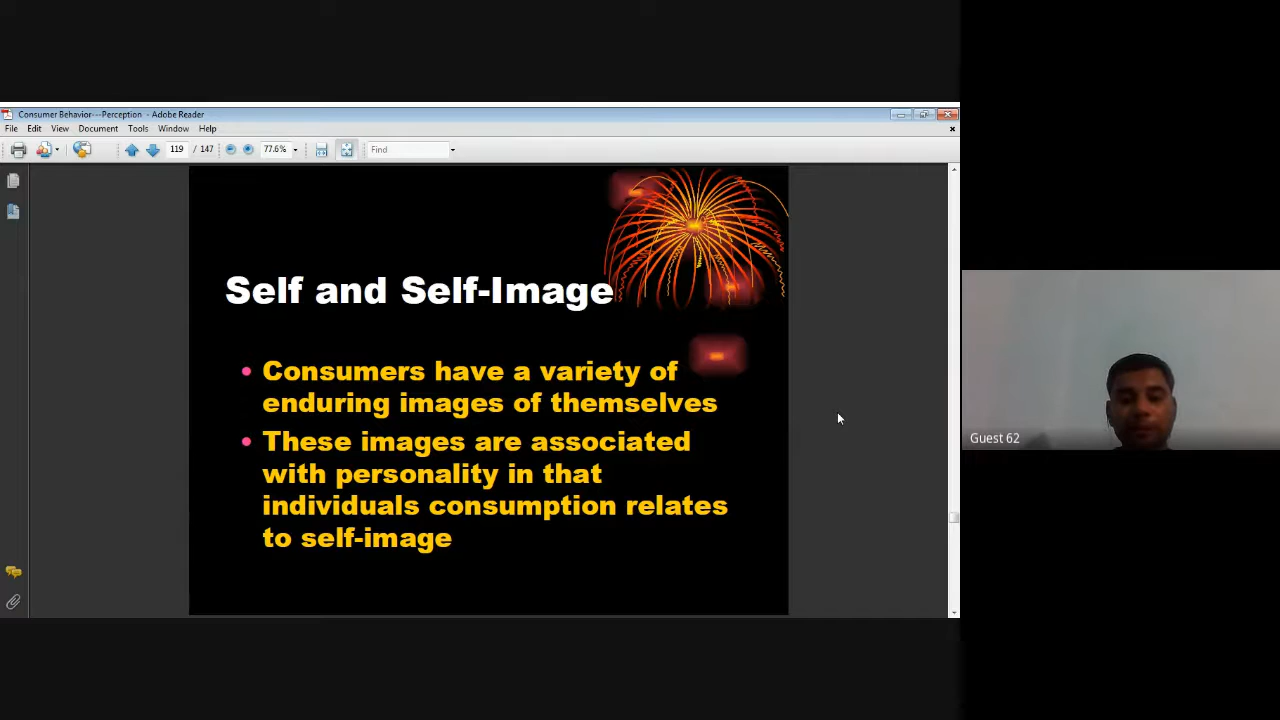 Consumer Behavior---Perception - Adobe Reader
File Edit View Document Tools Window Help
119 / 147 77.6% Find
Self and Self-Image
• Consumers have a variety of
enduring images of themselves
• These images are associated
with personality in that
individuals consumption relates
to self-image
Guest 62